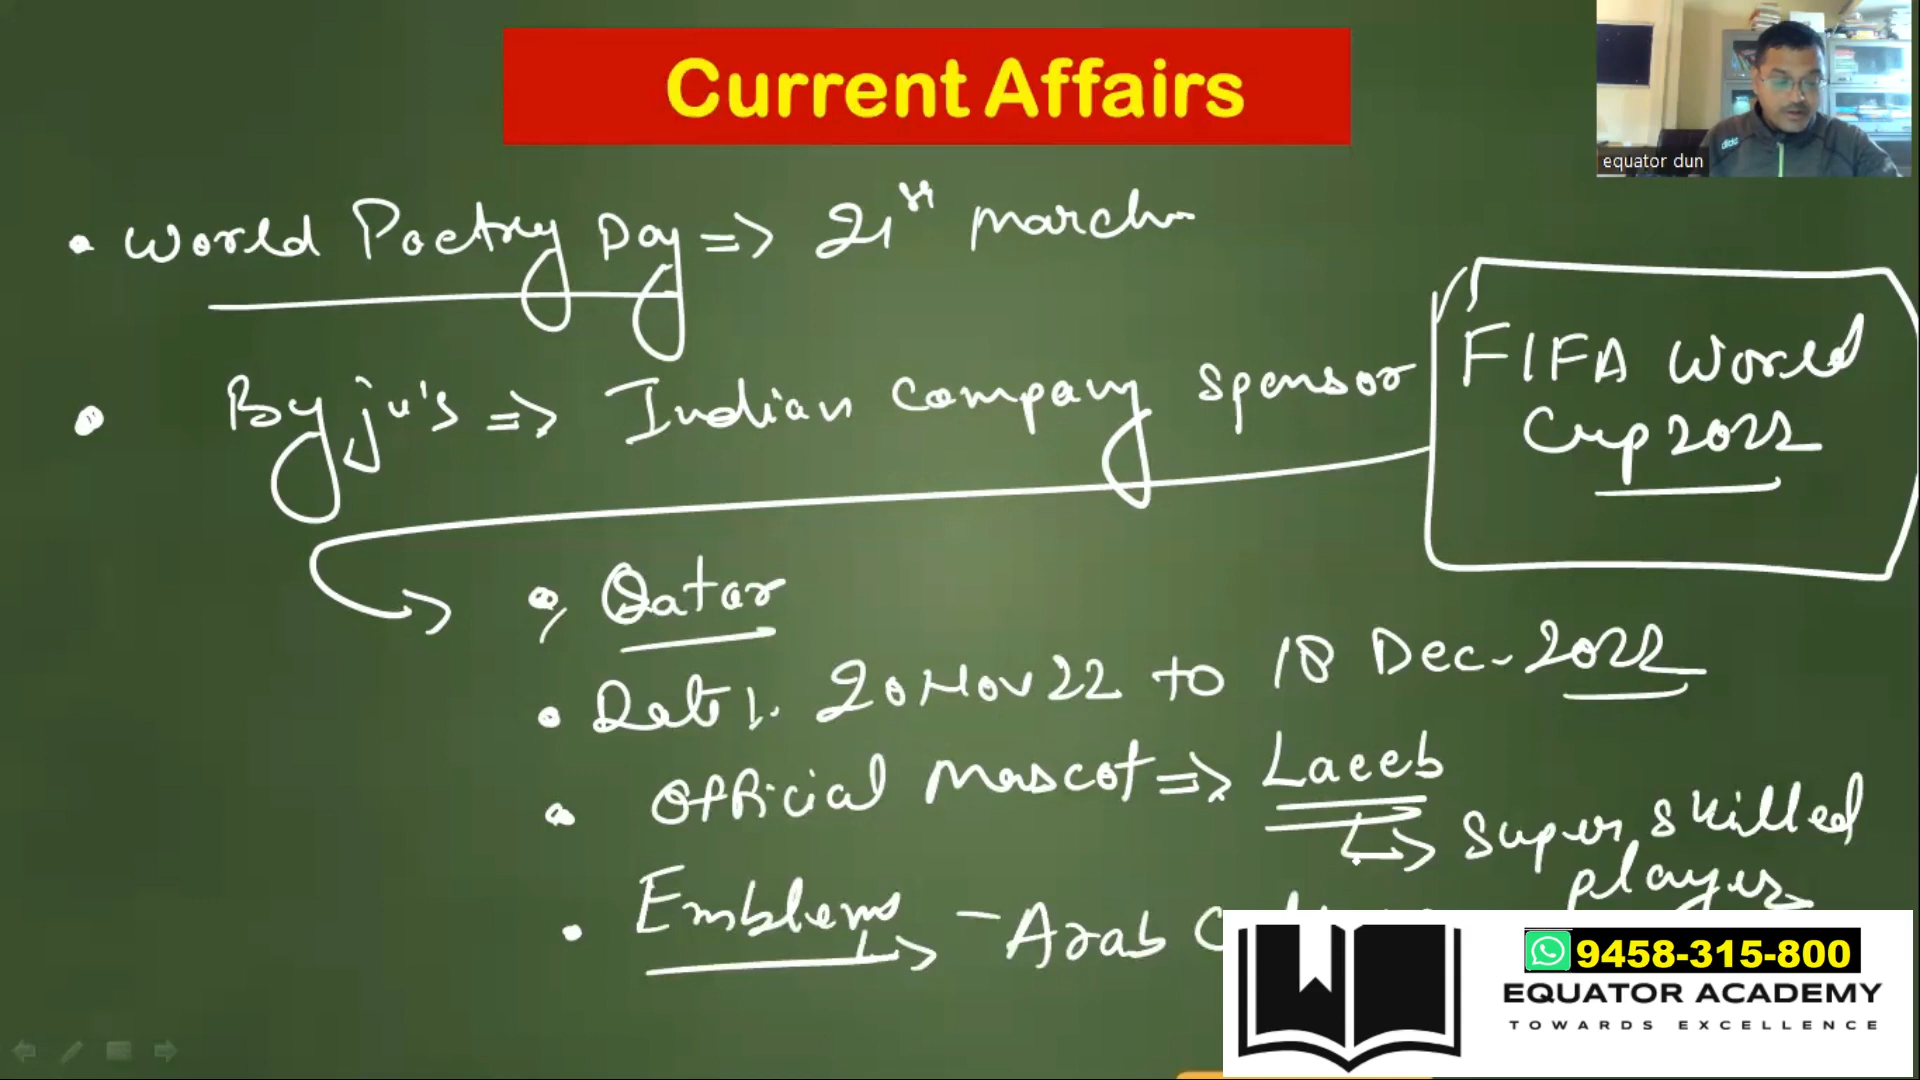 Current Affairs
equator dun
• World Poetry Day => 21st March
• Byju's => Indian Company Sponsor
FIFA World
Cup 2022
• Qatar
• Date 20 Nov 22 to 18 Dec. 2022
• Official Mascot => Laeeb
Super skilled
player
• Emblems - Arab
9458-315-800
EQUATOR ACADEMY
TOWARDS EXCELLENCE